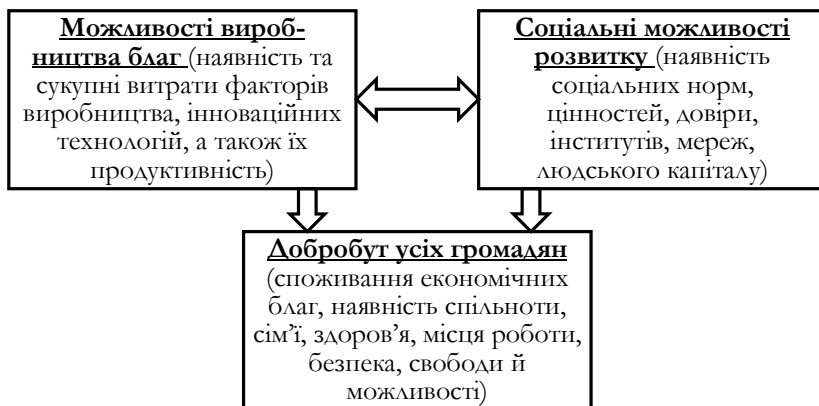 Можливості вироб-
ництва благ (наявність та
сукупні витрати факторів
виробництва, інноваційних
технологій, а також їх
продуктивність)
Соціальні можливості
розвитку (наявність
соціальних норм,
цінностей, довіри,
інститутів, мереж,
людського капіталу)
Добробут усіх громадян
(споживання економічних
благ, наявність спільноти,
сім’ї, здоров’я, місця роботи,
безпека, свободи й
можливості)